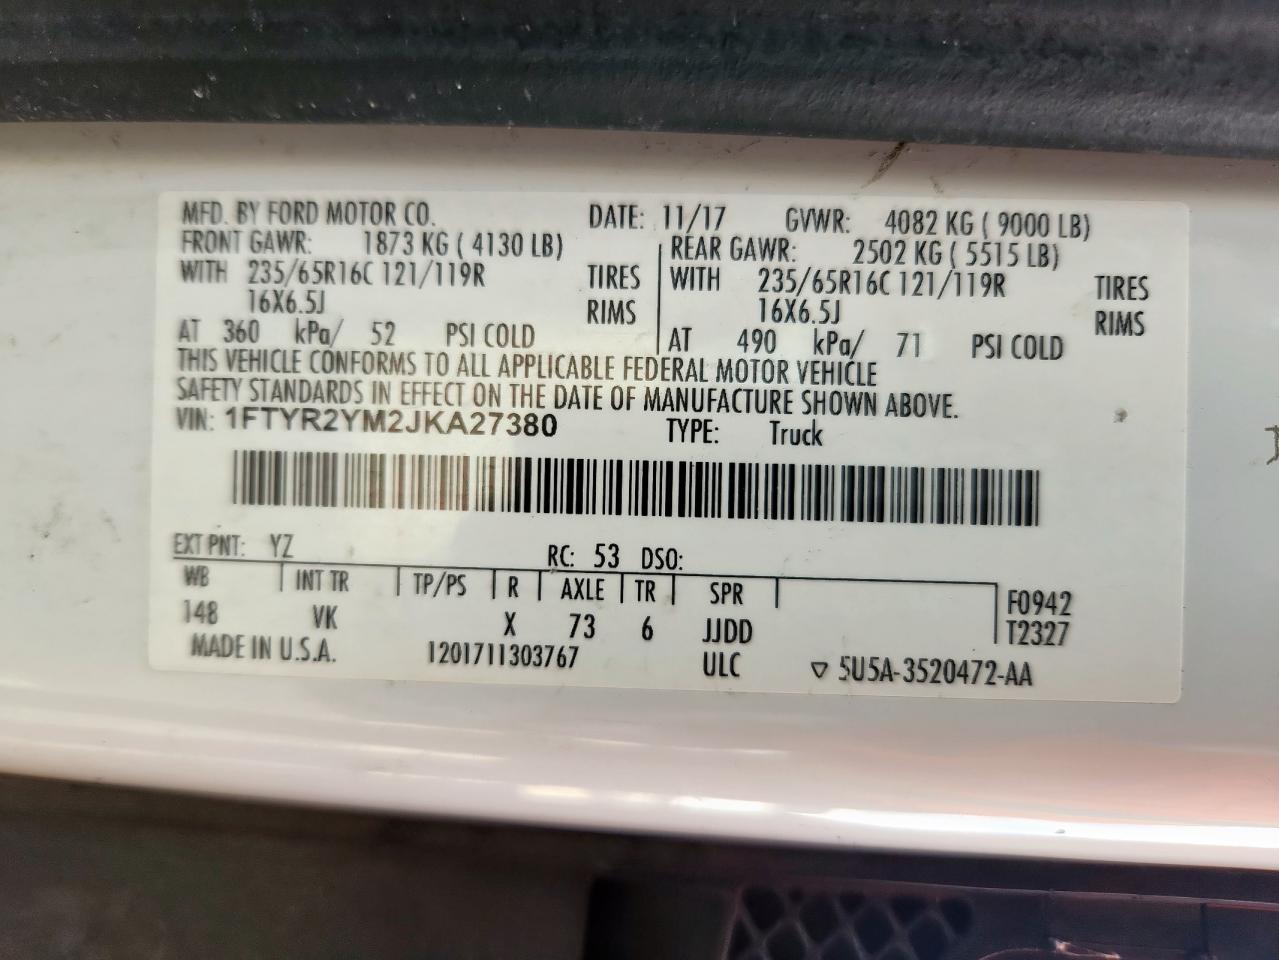 MFD. BY FORD MOTOR CO. DATE: 11/17 GVWR: 4082 KG ( 9000 LB)
FRONT GAWR: 1873 KG ( 4130 LB) REAR GAWR: 2502 KG ( 5515 LB)
WITH 235/65R16C 121/119R TIRES WITH 235/65R16C 121/119R TIRES
16X6.5J RIMS 16X6.5J RIMS
AT 360 kPa/ 52 PSI COLD AT 490 kPa/ 71 PSI COLD
THIS VEHICLE CONFORMS TO ALL APPLICABLE FEDERAL MOTOR VEHICLE
SAFETY STANDARDS IN EFFECT ON THE DATE OF MANUFACTURE SHOWN ABOVE.
VIN: 1FTYR2YM2JKA27380 TYPE: Truck
EXT PNT: YZ RC: 53 DSO:
WB INT TR TP/PS R AXLE TR SPR F0942
148 VK X 73 6 JJDD T2327
MADE IN U.S.A. 1201711303767 ULC ▽ 5U5A-3520472-AA